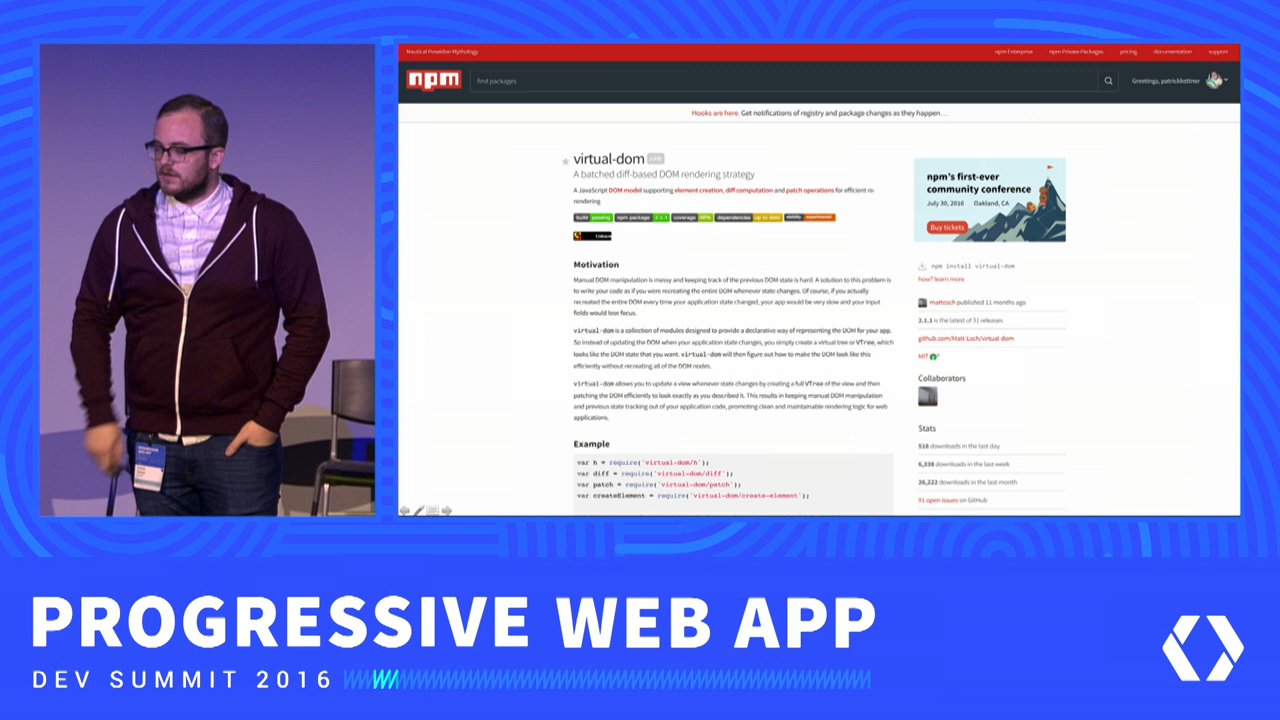 Nautical Poseidon Mythology
npm Enterprise npm Private Packages pricing documentation support
npm
find packages
Greetings, patrickkettner
Hooks are here. Get notifications of registry and package changes as they happen…
virtual-dom
A batched diff-based DOM rendering strategy
A JavaScript DOM model supporting element creation, diff computation and patch operations for efficient re-
rendering
build passing npm package 2.1.1 coverage dependencies up to date stability experimental
Motivation
Manual DOM manipulation is messy and keeping track of the previous DOM state is hard. A solution to this problem is
to write your code as if you were recreating the entire DOM whenever state changes. Of course, if you actually
recreated the entire DOM every time your application state changed, your app would be very slow and your input
fields would lose focus.
virtual-dom is a collection of modules designed to provide a declarative way of representing the DOM for your app.
So instead of updating the DOM when your application state changes, you simply create a virtual tree or VTree, which
looks like the DOM state that you want. virtual-dom will then figure out how to make the DOM look like this
efficiently without recreating all of the DOM nodes.
virtual-dom allows you to update a view whenever state changes by creating a full VTree of the view and then
patching the DOM efficiently to look exactly as you described it. This results in keeping manual DOM manipulation
and previous state tracking out of your application code, promoting clean and maintainable rendering logic for web
applications.
Example
var h = require('virtual-dom/h');
var diff = require('virtual-dom/diff');
var patch = require('virtual-dom/patch');
var createElement = require('virtual-dom/create-element');
npm's first-ever
community conference
July 30, 2016 Oakland, CA
Buy tickets
npm install virtual-dom
how? learn more
mattesch published 11 months ago
2.1.1 is the latest of 31 releases
github.com/Matt-Esch/virtual-dom
MIT
Collaborators
Stats
518 downloads in the last day
6,338 downloads in the last week
26,222 downloads in the last month
91 open issues on GitHub
PROGRESSIVE WEB APP
DEV SUMMIT 2016